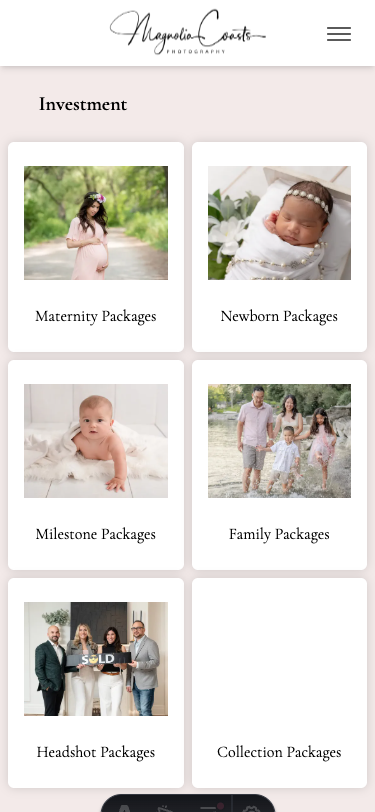 Magnolia Coasts
PHOTOGRAPHY
Investment
Maternity Packages
Newborn Packages
Milestone Packages
Family Packages
SOLD
Headshot Packages
Collection Packages